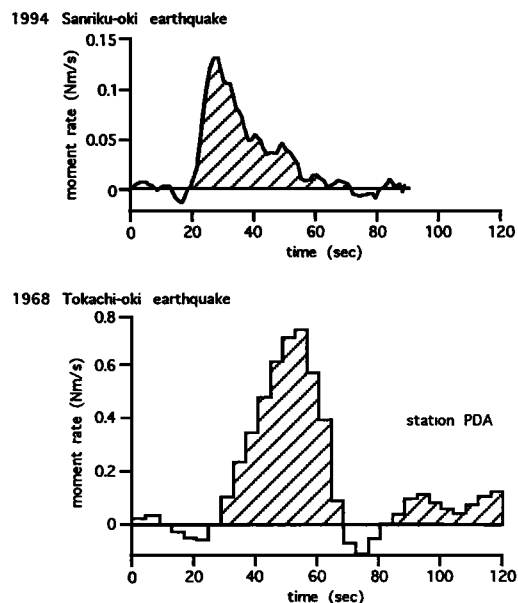 1994 Sanriku-oki earthquake
moment rate (Nm/s)
0.15
0.1
0.05
0
0 20 40 60 80 100 120
time (sec)
1968 Tokachi-oki earthquake
moment rate (Nm/s)
0.8
0.6
0.4
0.2
0
station PDA
0 20 40 60 80 100 120
time (sec)